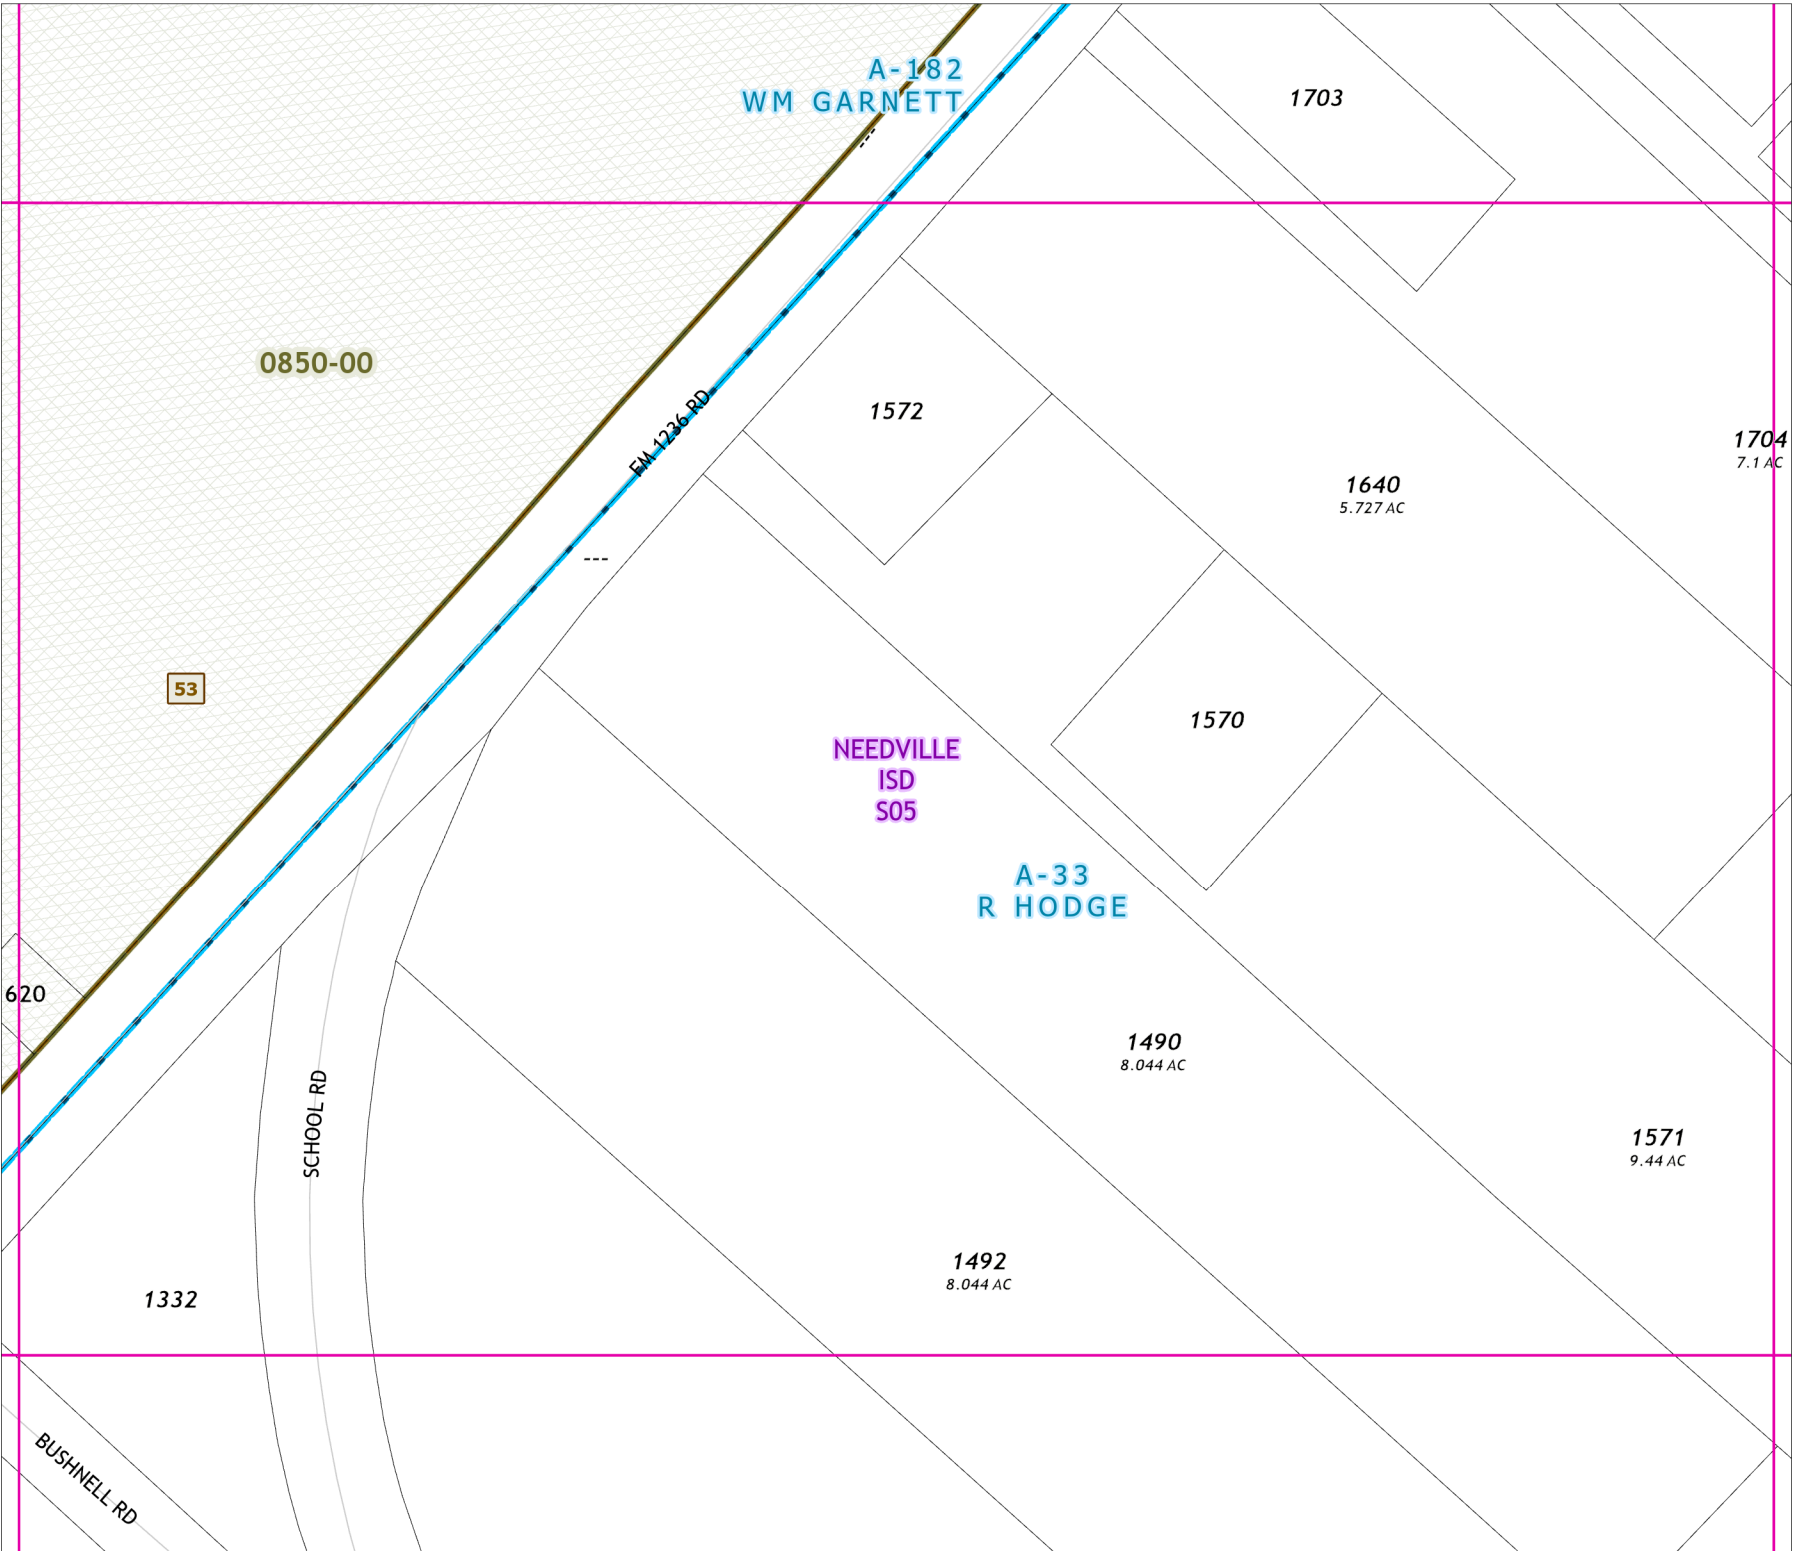 A-182
WM GARNETT
1703
0850-00
FM 1236 RD
1572
1704
7.1 AC
1640
5.727 AC
---
---
53
1570
NEEDVILLE
ISD
S05
A-33
R HODGE
620
1490
8.044 AC
SCHOOL RD
1571
9.44 AC
1492
8.044 AC
1332
BUSHNELL RD